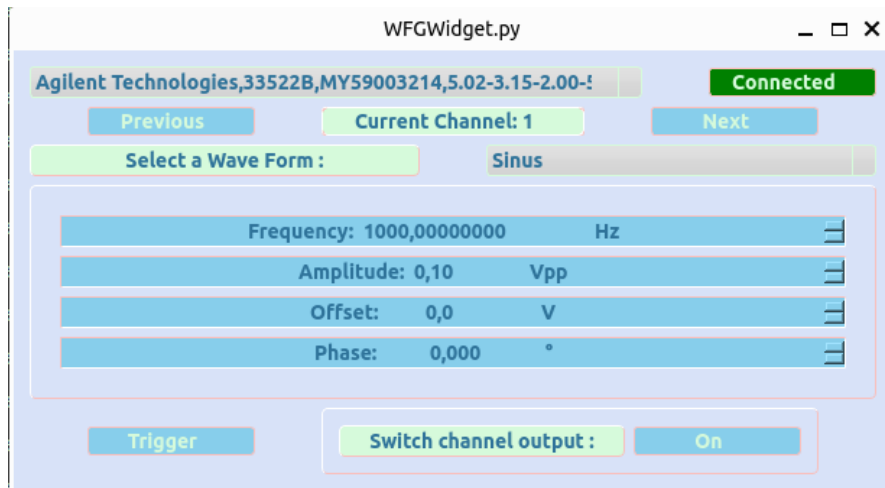 WFGWidget.py
Agilent Technologies,33522B,MY59003214,5.02-3.15-2.00-5 Connected
Previous Current Channel: 1 Next
Select a Wave Form : Sinus
Frequency: 1000,00000000 Hz
Amplitude: 0,10 Vpp
Offset: 0,0 V
Phase: 0,000 °
Trigger Switch channel output : On